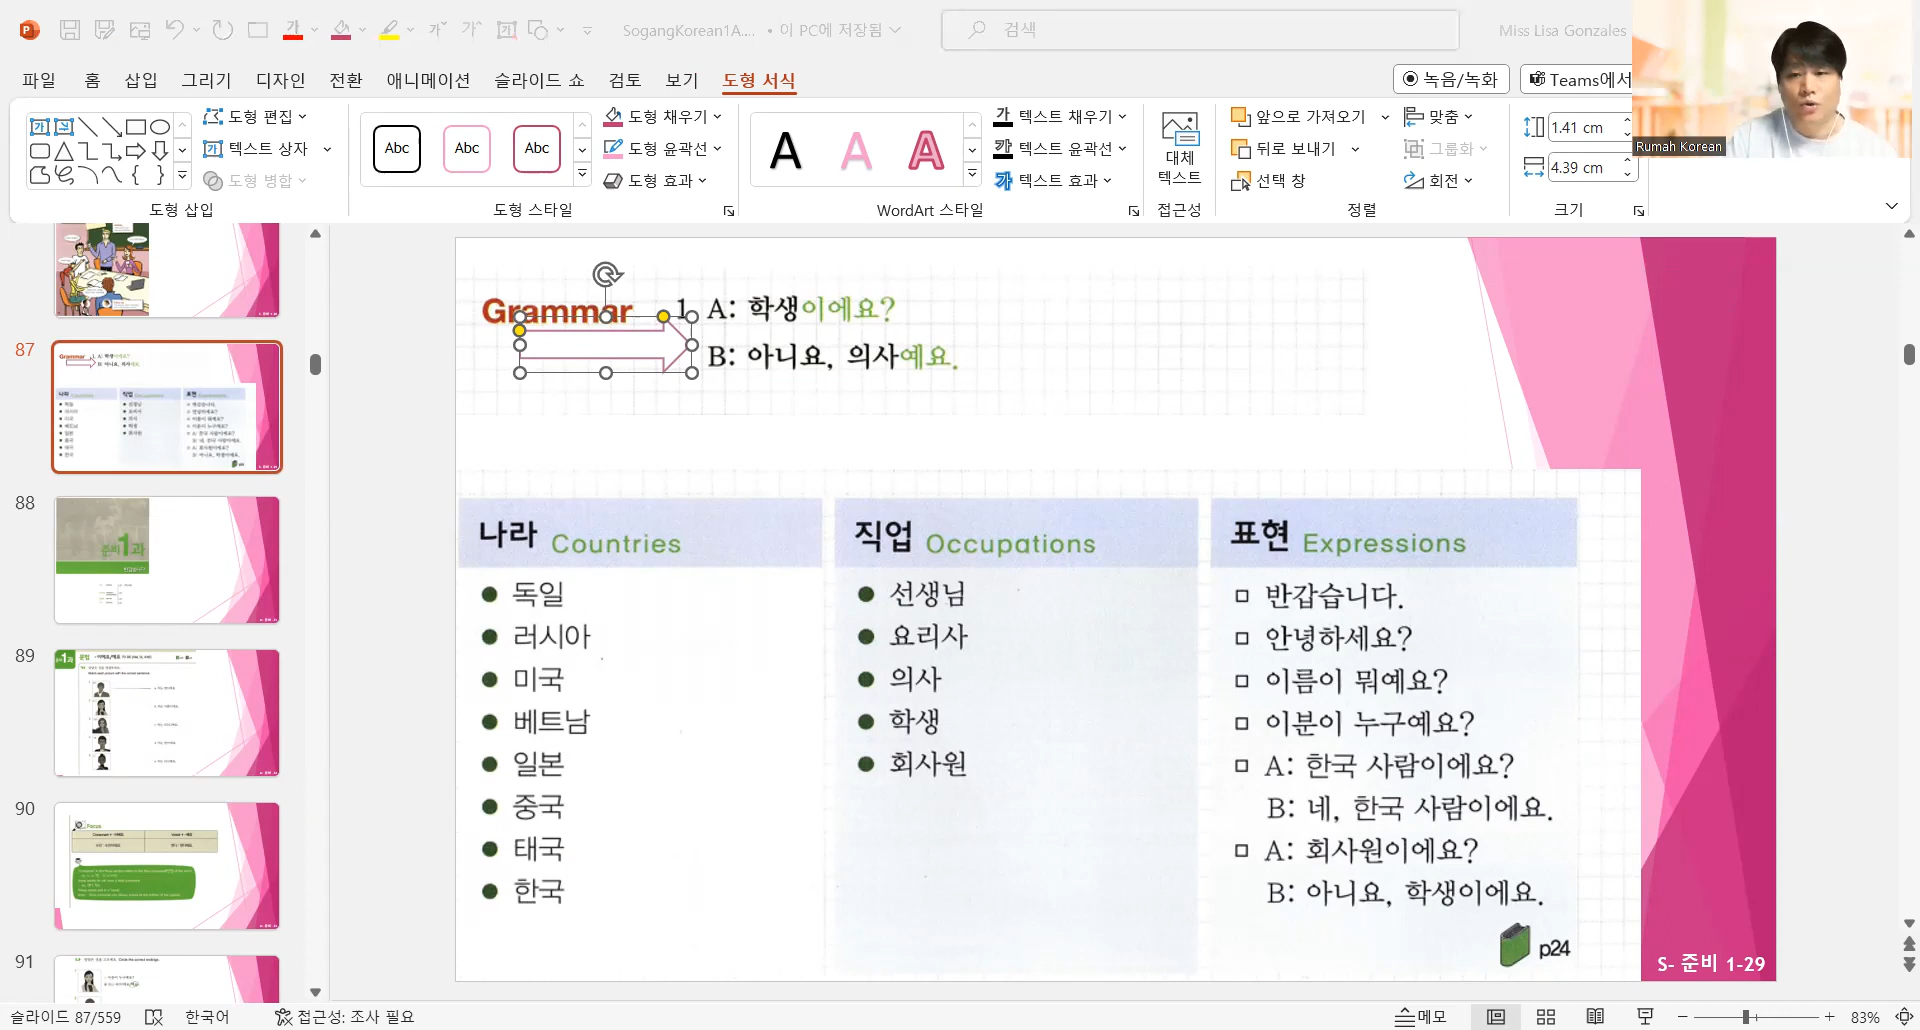 SogangKorean1A.... • 이 PC에 저장됨
검색
Miss Lisa Gonzales
파일 홈 삽입 그리기 디자인 전환 애니메이션 슬라이드 쇼 검토 보기 도형 서식
녹음/녹화
Teams에서
도형 편집
텍스트 상자
도형 병합
도형 삽입
Abc Abc Abc
도형 채우기
도형 윤곽선
도형 효과
도형 스타일
A A A
텍스트 채우기
텍스트 윤곽선
텍스트 효과
WordArt 스타일
대체
텍스트
접근성
앞으로 가져오기
뒤로 보내기
선택 창
맞춤
그룹화
회전
정렬
1.41 cm
4.39 cm
크기
Rumah Korean
87
88
89
90
91
Grammar 1. A: 학생이에요?
B: 아니요, 의사예요.
나라 Countries
독일
러시아
미국
베트남
일본
중국
태국
한국
직업 Occupations
선생님
요리사
의사
학생
회사원
표현 Expressions
반갑습니다.
안녕하세요?
이름이 뭐예요?
이분이 누구예요?
A: 한국 사람이에요?
B: 네, 한국 사람이에요.
A: 회사원이에요?
B: 아니요, 학생이에요.
p24
S- 준비 1-29
슬라이드 87/559
한국어
접근성: 조사 필요
메모
83%